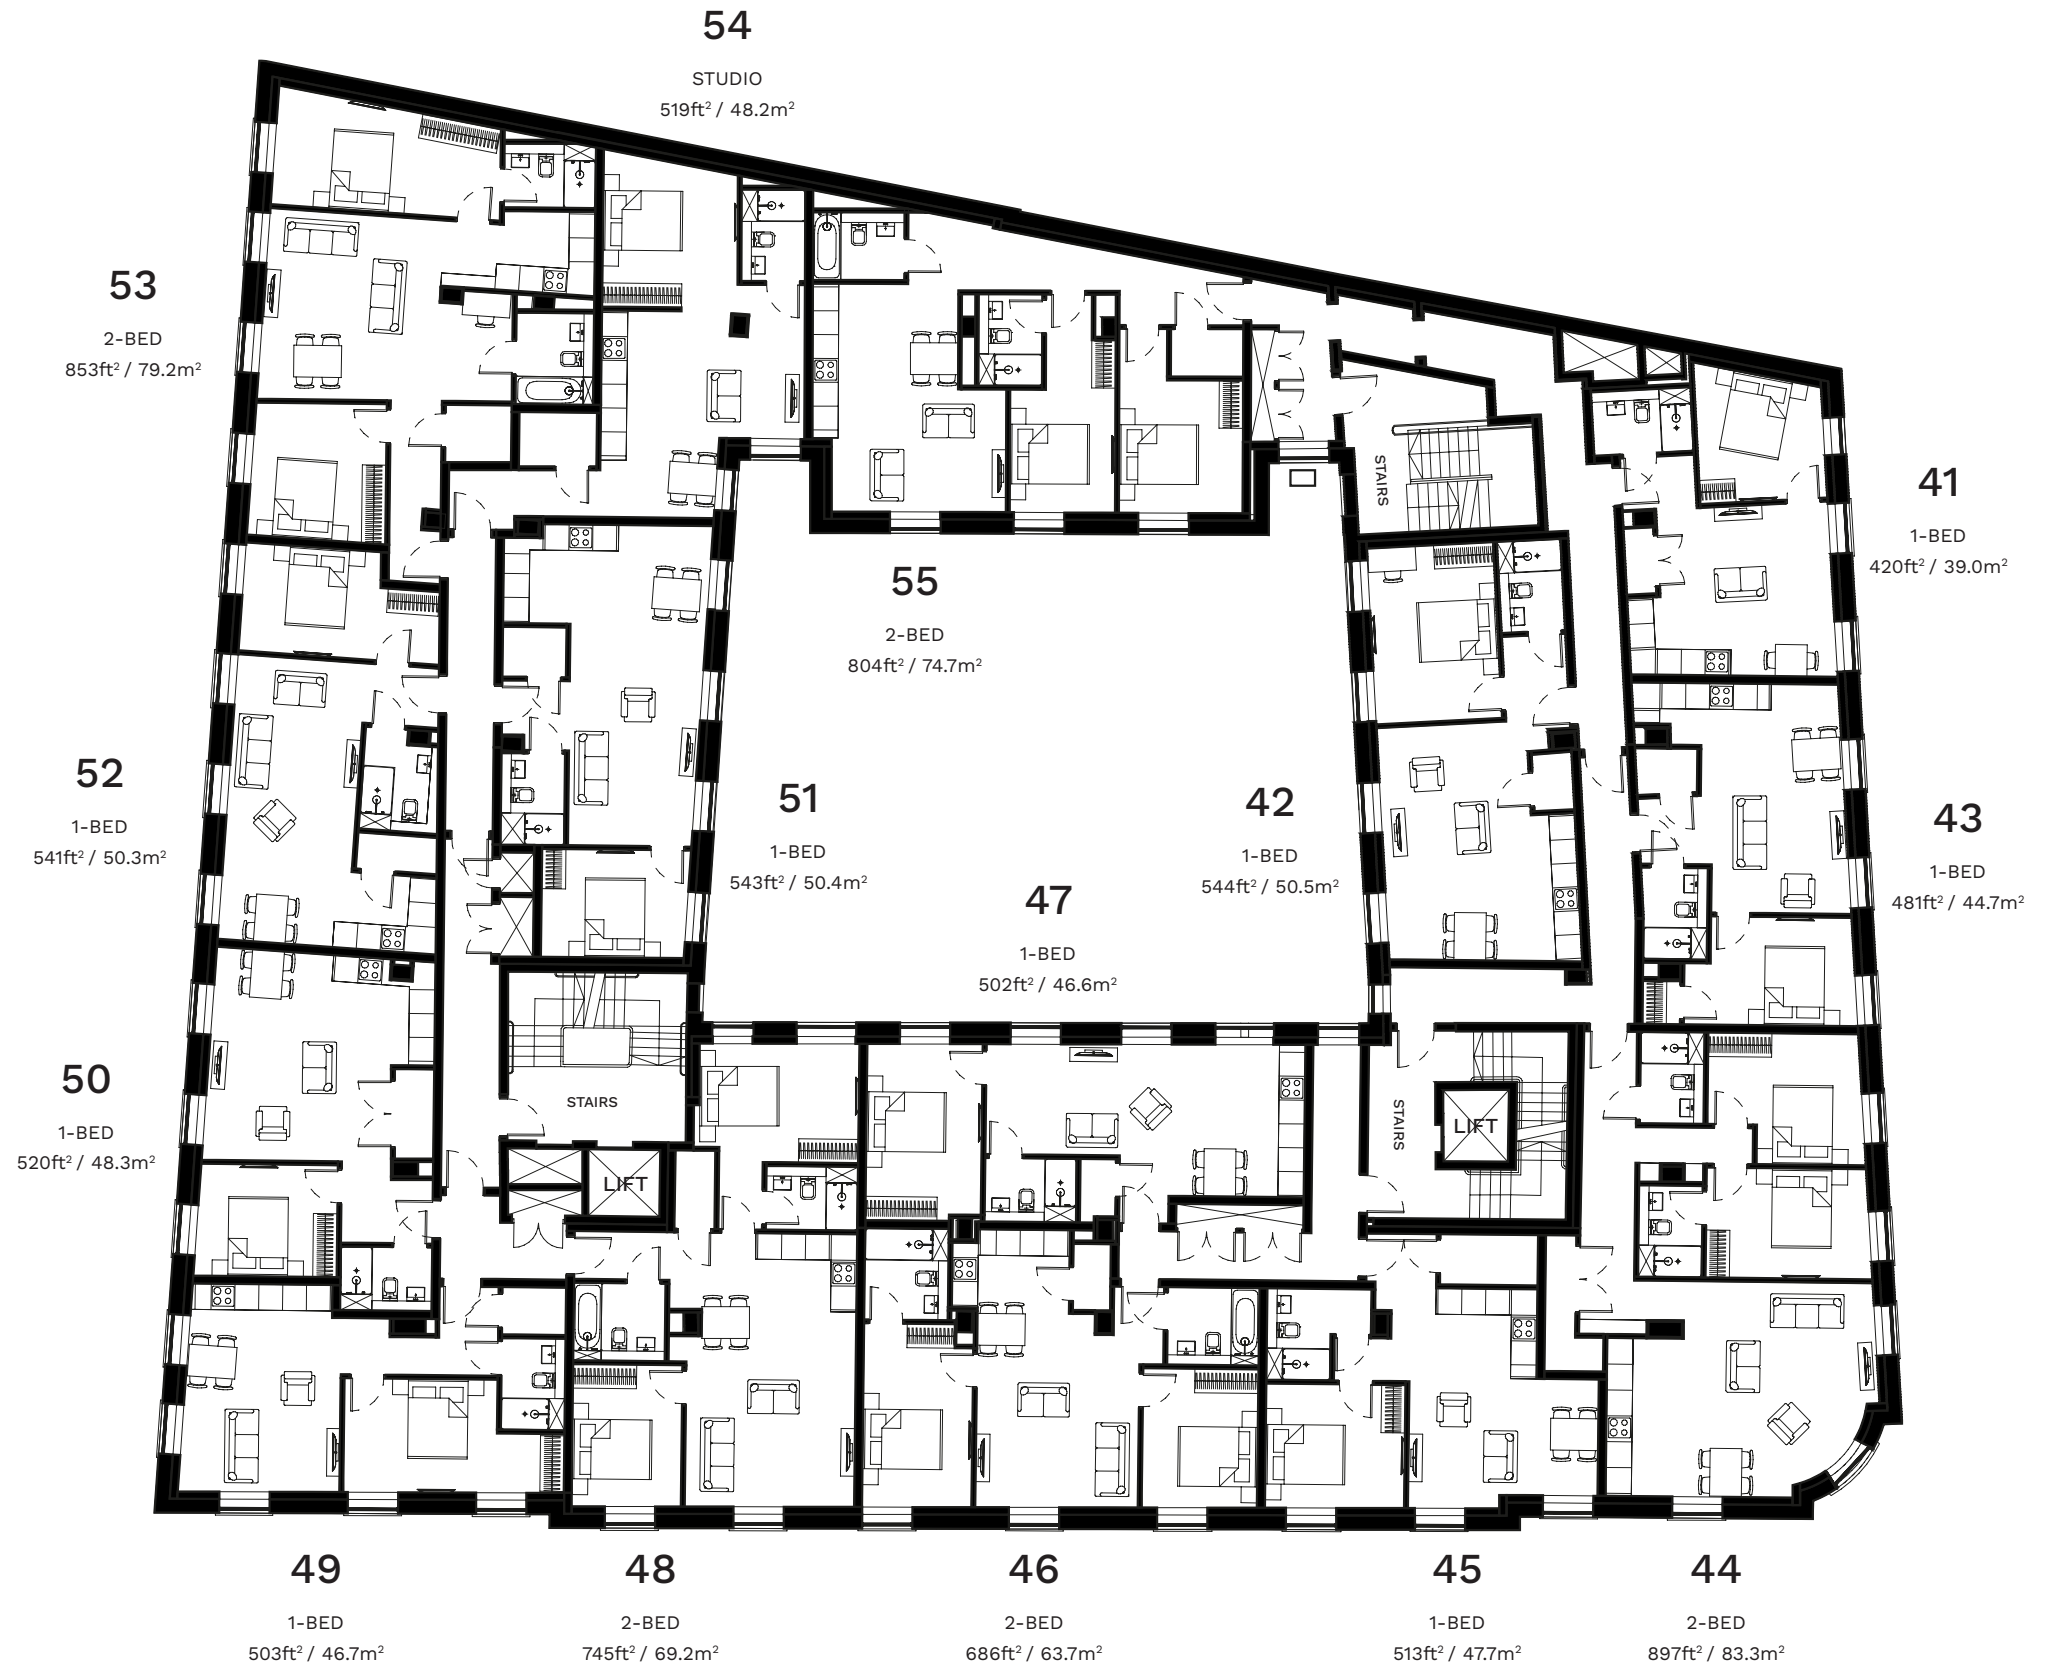 54
STUDIO
519ft² / 48.2m²
53
2-BED
853ft² / 79.2m²
STAIRS
41
1-BED
420ft² / 39.0m²
55
2-BED
804ft² / 74.7m²
52
1-BED
541ft² / 50.3m²
51
1-BED
543ft² / 50.4m²
42
1-BED
544ft² / 50.5m²
43
1-BED
481ft² / 44.7m²
47
1-BED
502ft² / 46.6m²
50
1-BED
520ft² / 48.3m²
STAIRS
LIFT
STAIRS
LIFT
49
1-BED
503ft² / 46.7m²
48
2-BED
745ft² / 69.2m²
46
2-BED
686ft² / 63.7m²
45
1-BED
513ft² / 47.7m²
44
2-BED
897ft² / 83.3m²